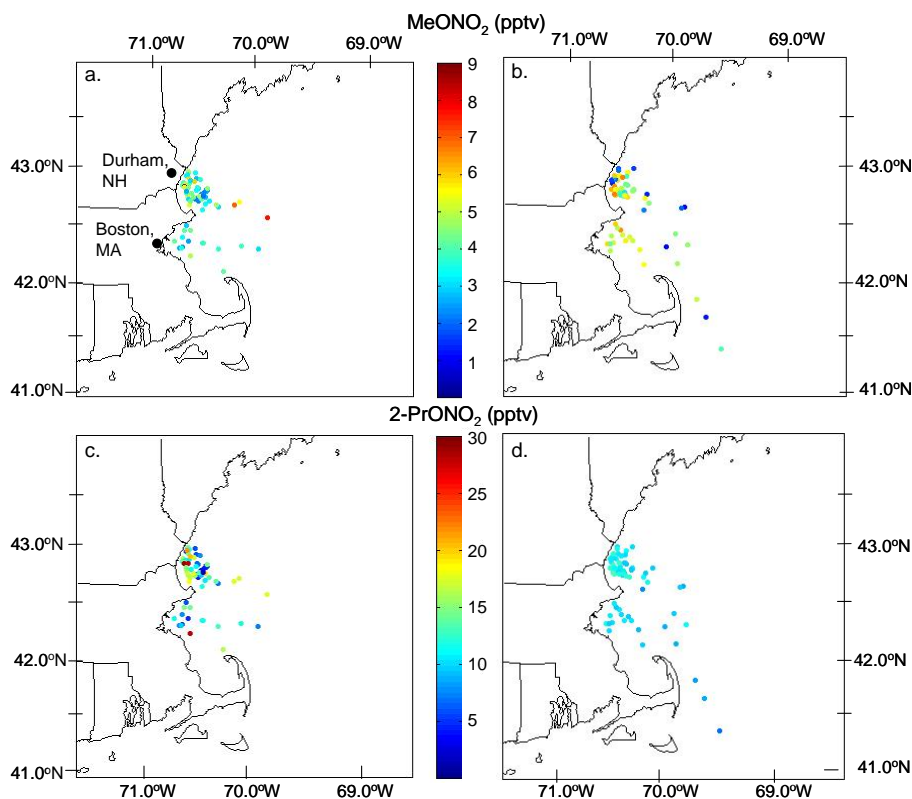 MeONO₂ (pptv)
71.0ºW 70.0ºW 69.0ºW 71.0ºW 70.0ºW 69.0ºW
a.
b.
Durham,
NH
Boston,
MA
43.0ºN
42.0ºN
41.0ºN
9
8
7
6
5
4
3
2
1
43.0ºN
42.0ºN
41.0ºN
2-PrONO₂ (pptv)
c.
d.
43.0ºN
42.0ºN
41.0ºN
30
25
20
15
10
5
43.0ºN
42.0ºN
41.0ºN
71.0ºW 70.0ºW 69.0ºW 71.0ºW 70.0ºW 69.0ºW